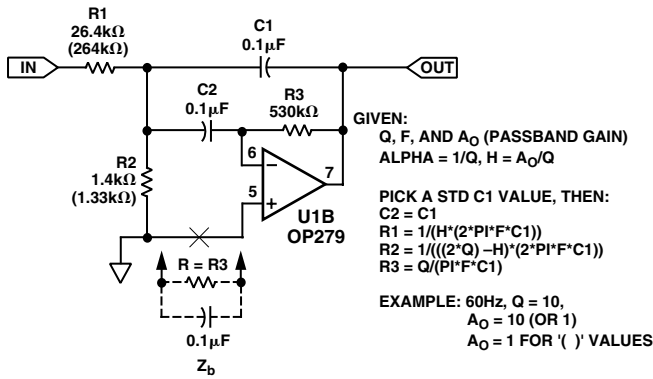 R1
26.4kΩ
(264kΩ)
C1
0.1µF
IN
OUT
C2
0.1µF
R3
530kΩ
R2
1.4kΩ
(1.33kΩ)
6
−
7
5
+
U1B
OP279
R = R3
0.1µF
Zb
GIVEN:
Q, F, AND AO (PASSBAND GAIN)
ALPHA = 1/Q, H = AO/Q
PICK A STD C1 VALUE, THEN:
C2 = C1
R1 = 1/(H*(2*PI*F*C1))
R2 = 1/(((2*Q) –H)*(2*PI*F*C1))
R3 = Q/(PI*F*C1)
EXAMPLE: 60Hz, Q = 10,
AO = 10 (OR 1)
AO = 1 FOR '( )' VALUES